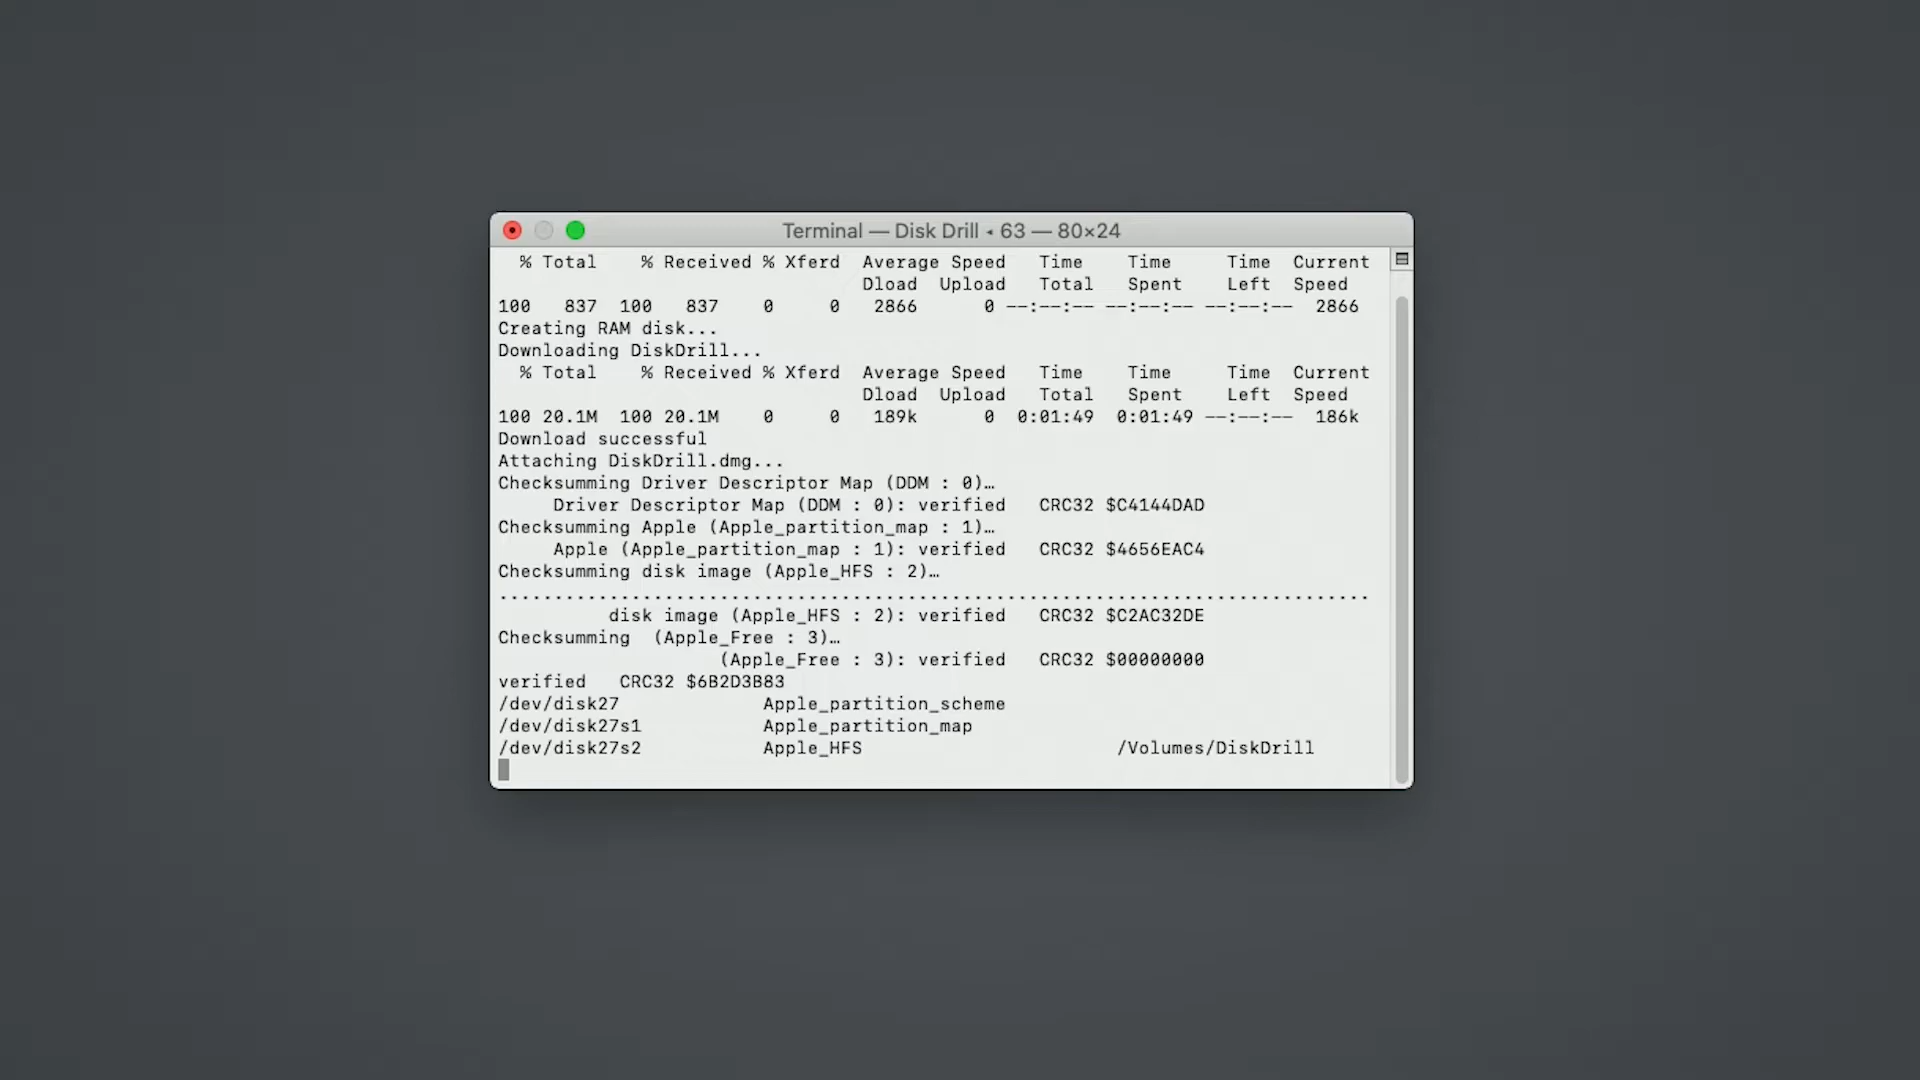 Terminal — Disk Drill ◂ 63 — 80×24
% Total    % Received % Xferd  Average Speed   Time    Time     Time  Current
Dload  Upload   Total   Spent    Left  Speed
100   837  100   837    0     0   2866      0 --:--:-- --:--:-- --:--:--  2866
Creating RAM disk...
Downloading DiskDrill...
% Total    % Received % Xferd  Average Speed   Time    Time     Time  Current
Dload  Upload   Total   Spent    Left  Speed
100 20.1M  100 20.1M    0     0   189k      0  0:01:49  0:01:49 --:--:--  186k
Download successful
Attaching DiskDrill.dmg...
Checksumming Driver Descriptor Map (DDM : 0)…
Driver Descriptor Map (DDM : 0): verified   CRC32 $C4144DAD
Checksumming Apple (Apple_partition_map : 1)…
Apple (Apple_partition_map : 1): verified   CRC32 $4656EAC4
Checksumming disk image (Apple_HFS : 2)…
...............................................................................
disk image (Apple_HFS : 2): verified   CRC32 $C2AC32DE
Checksumming  (Apple_Free : 3)…
(Apple_Free : 3): verified   CRC32 $00000000
verified   CRC32 $6B2D3B83
/dev/disk27             Apple_partition_scheme
/dev/disk27s1           Apple_partition_map
/dev/disk27s2           Apple_HFS                       /Volumes/DiskDrill